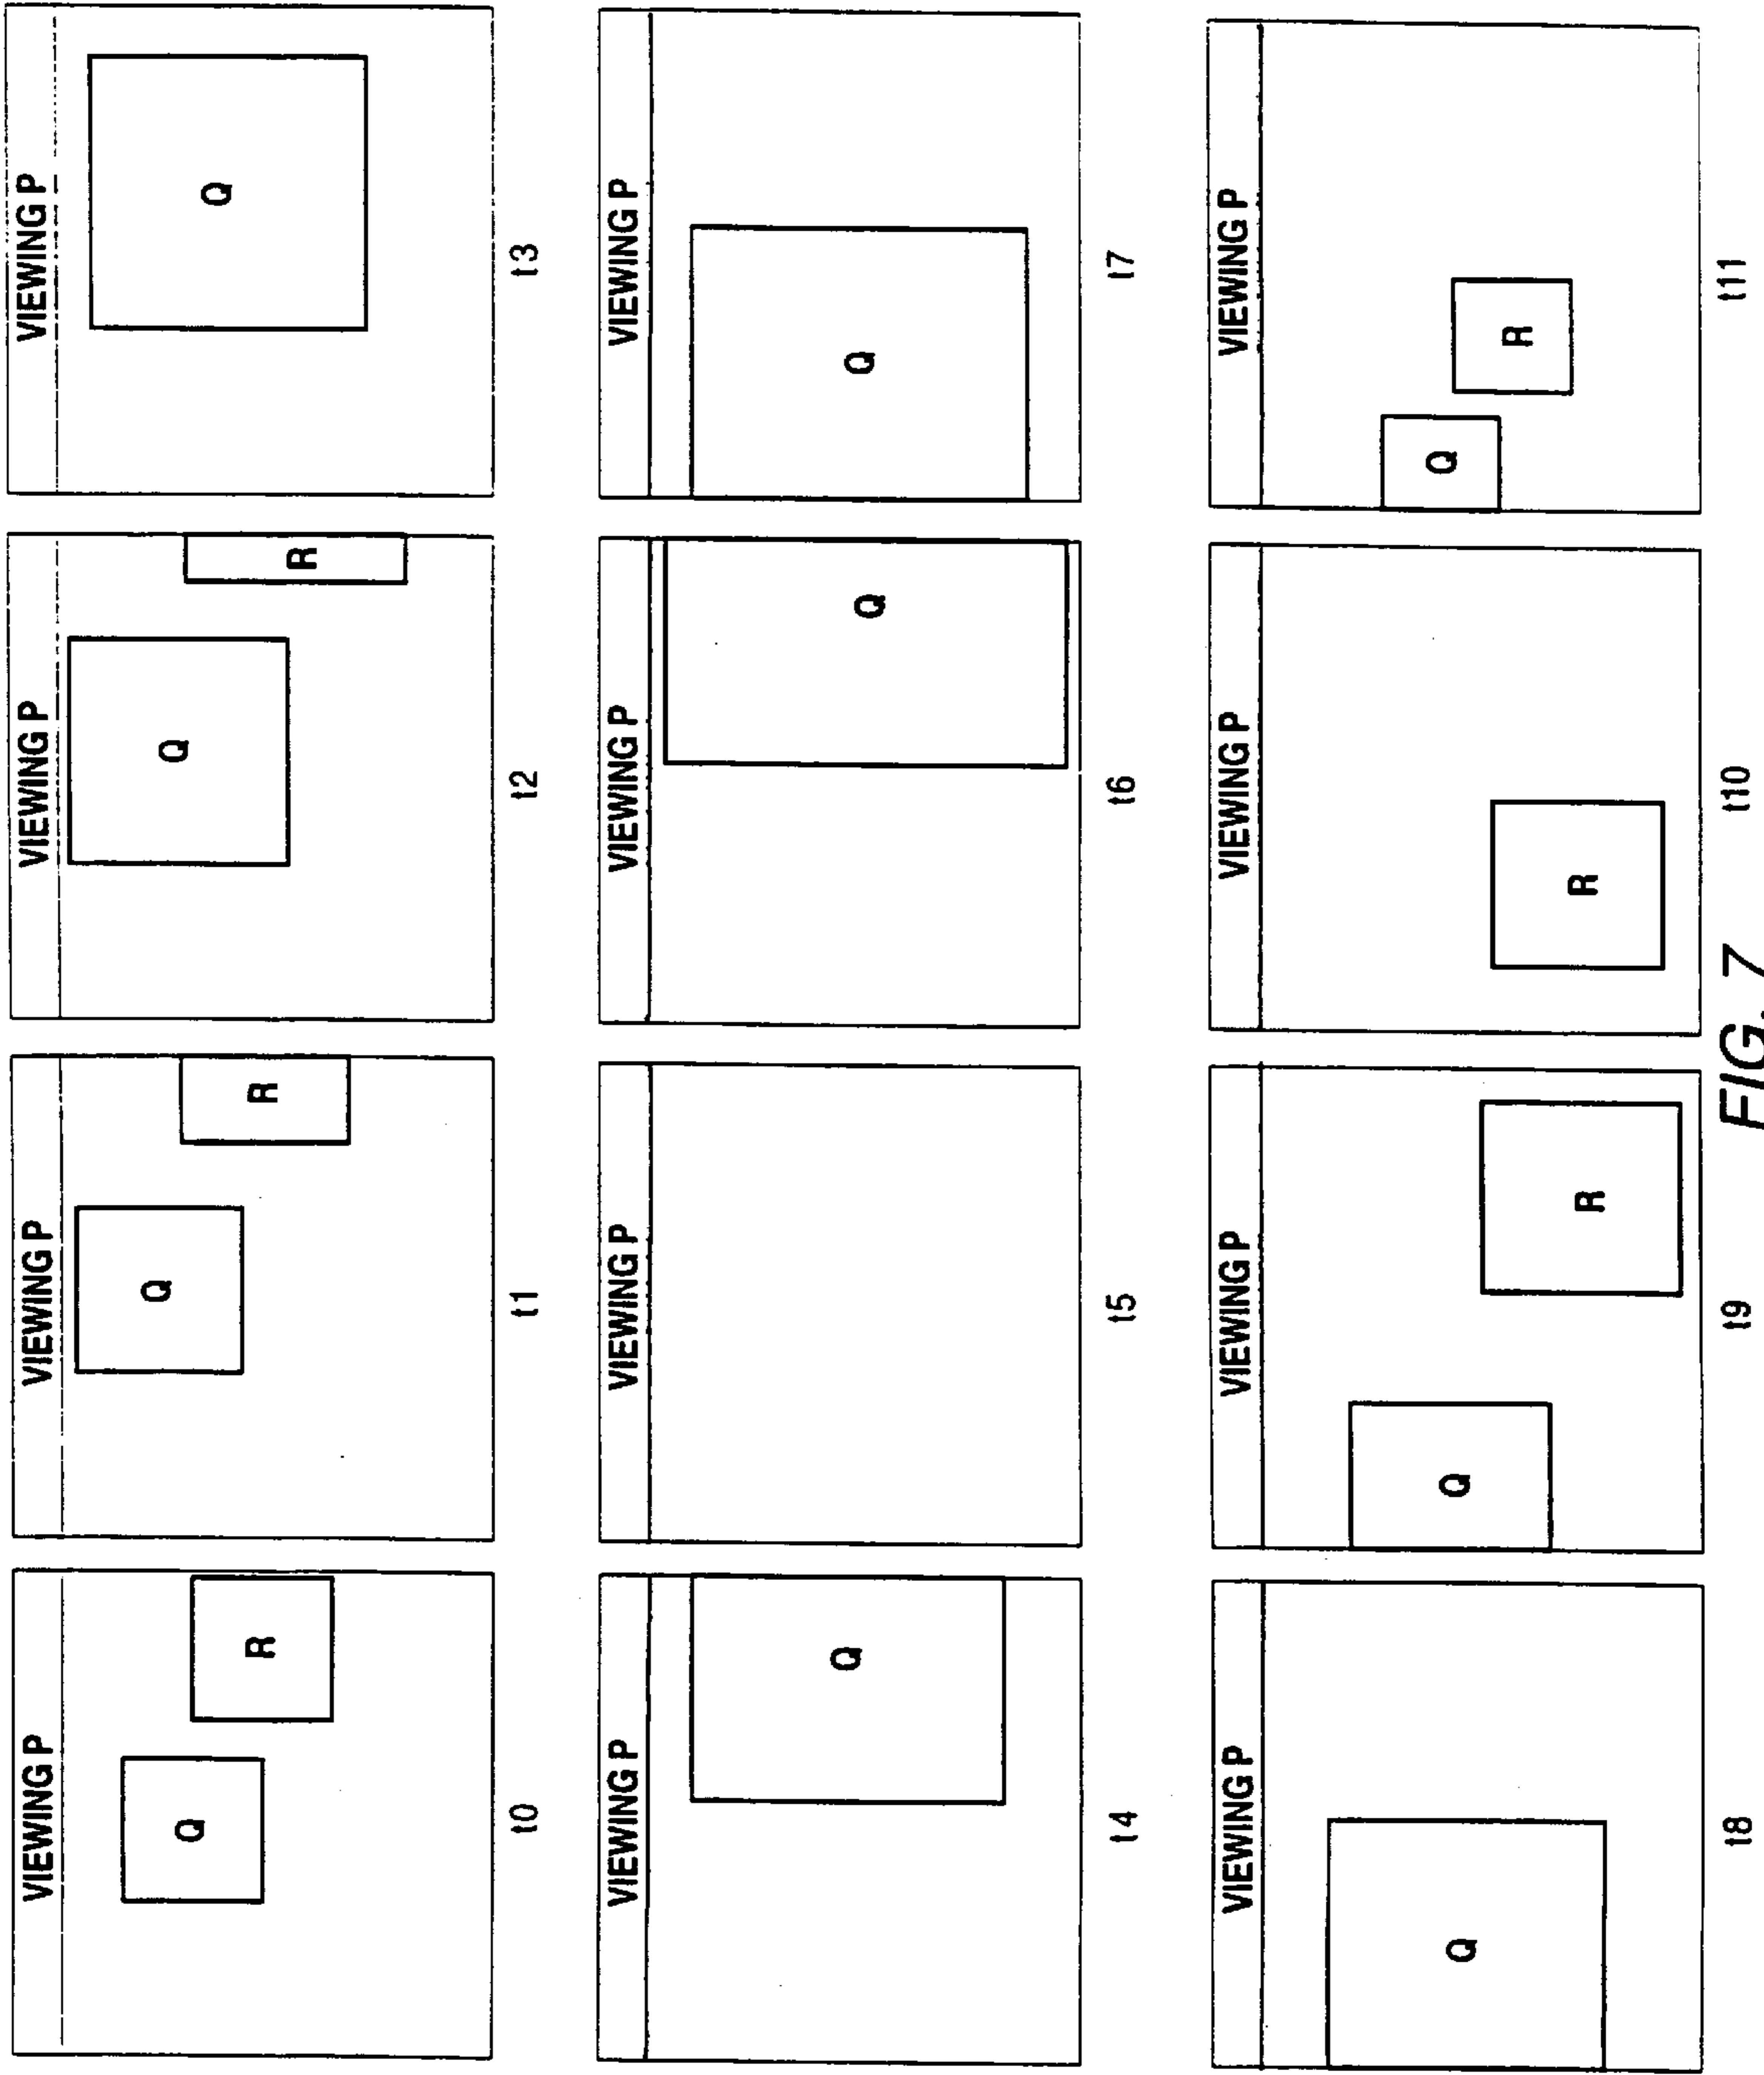 VIEWING P
Q
R
t0
VIEWING P
Q
R
t1
VIEWING P
Q
R
t2
VIEWING P
Q
t3
VIEWING P
Q
t4
VIEWING P
t5
VIEWING P
Q
t6
VIEWING P
Q
t7
VIEWING P
Q
t8
VIEWING P
Q
R
t9
VIEWING P
R
t10
VIEWING P
Q
R
t11
FIG. 7